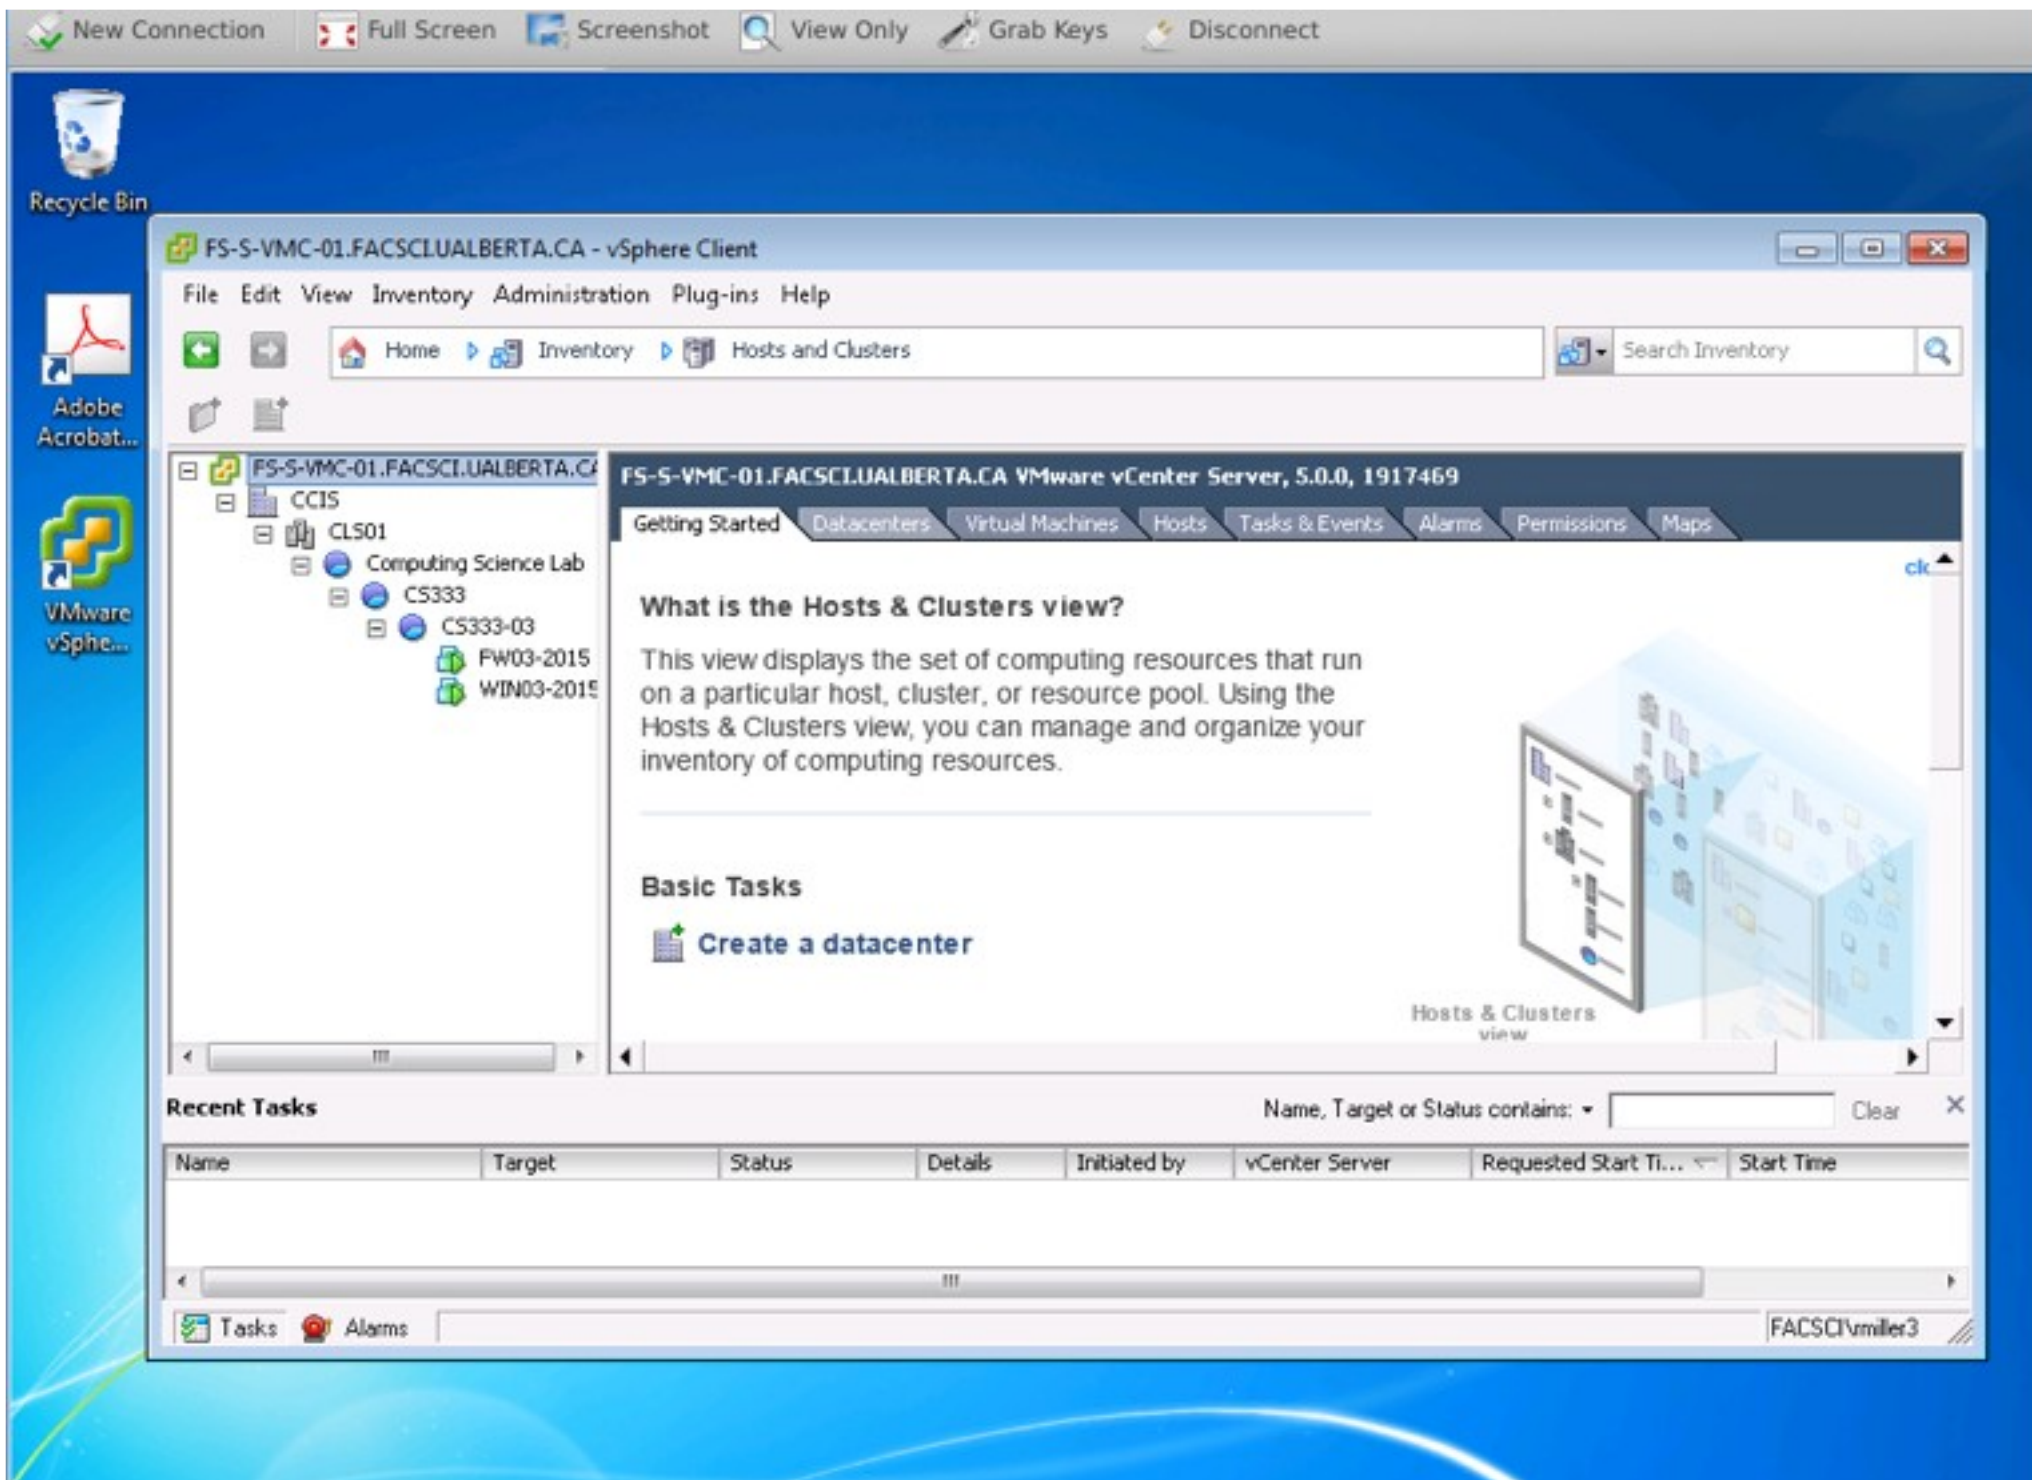 New Connection Full Screen Screenshot View Only Grab Keys Disconnect
Recycle Bin
Adobe
Acrobat...
VMware
vSphe...
FS-S-VMC-01.FACSCI.UALBERTA.CA - vSphere Client
File Edit View Inventory Administration Plug-ins Help
Home Inventory Hosts and Clusters Search Inventory
FS-S-VMC-01.FACSCI.UALBERTA.CA
CCIS
CLS01
Computing Science Lab
CS333
CS333-03
FW03-2015
WIN03-2015
FS-S-VMC-01.FACSCI.UALBERTA.CA VMware vCenter Server, 5.0.0, 1917469
Getting Started Datacenters Virtual Machines Hosts Tasks & Events Alarms Permissions Maps
What is the Hosts & Clusters view?
This view displays the set of computing resources that run
on a particular host, cluster, or resource pool. Using the
Hosts & Clusters view, you can manage and organize your
inventory of computing resources.
Basic Tasks
Create a datacenter
Hosts & Clusters
view
Recent Tasks Name, Target or Status contains: Clear
Name Target Status Details Initiated by vCenter Server Requested Start Ti... Start Time
Tasks Alarms FACSCI\rmiller3